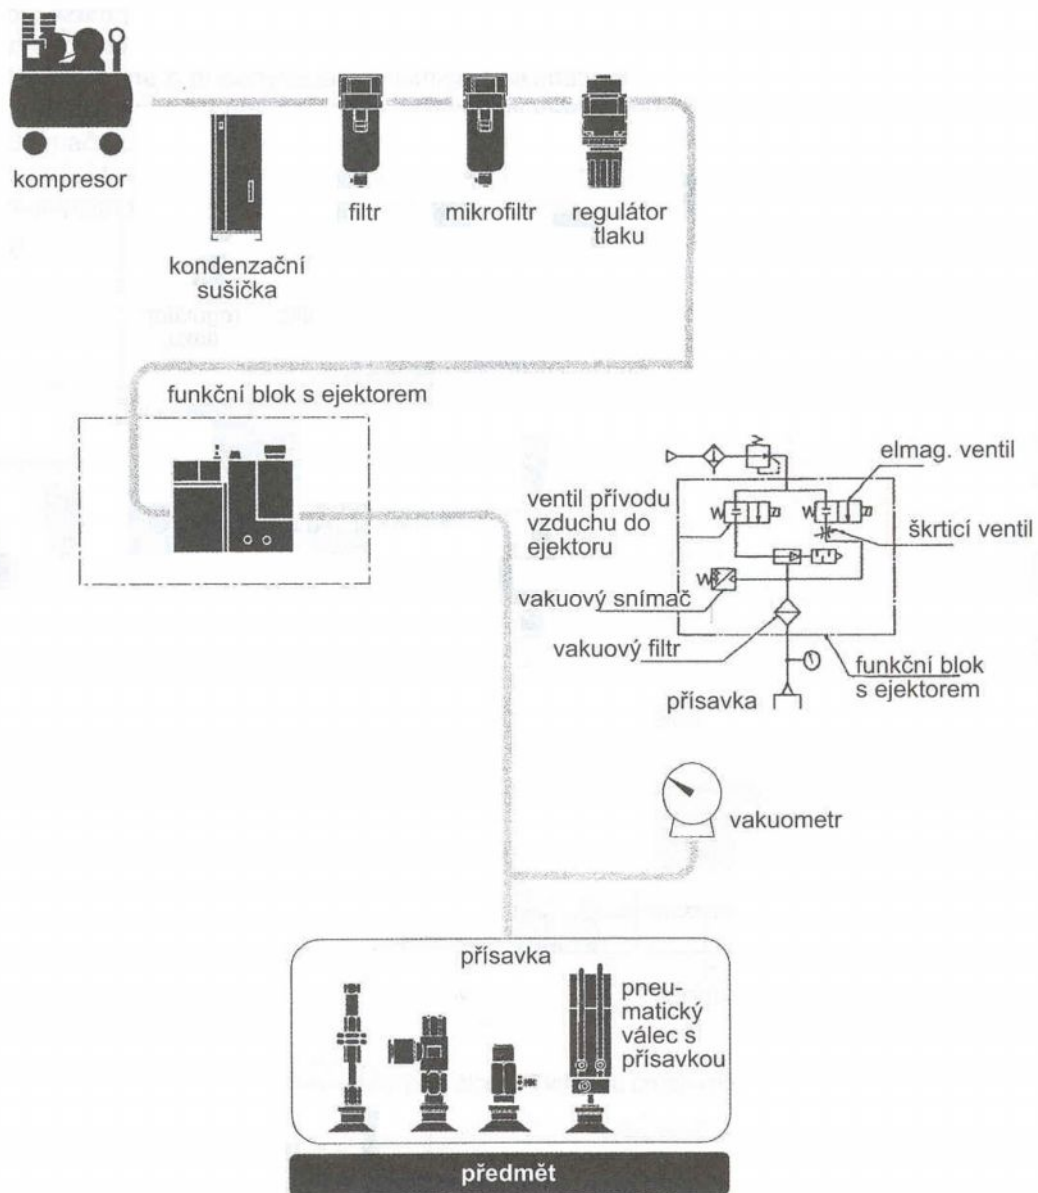 kompresor
kondenzační
sušička
filtr
mikrofiltr
regulátor
tlaku
funkční blok s ejektorem
elmag. ventil
ventil přívodu
vzduchu do
ejektoru
škrticí ventil
vakuový snímač
vakuový filtr
funkční blok
s ejektorem
přísavka
vakuometr
přísavka
pneu-
matický
válec s
přísavkou
předmět